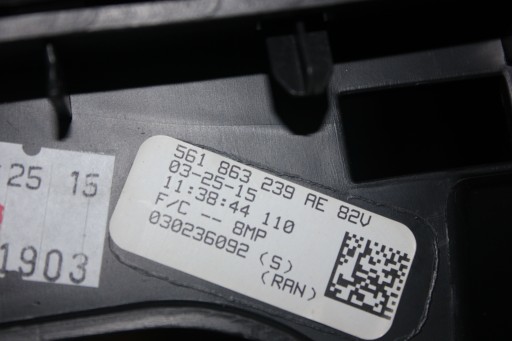 25 15
1903
561 863 239 AE 82V
03-25-15
11:38:44 110
F/C -- 8MP
030236092 (S)
(RAN)